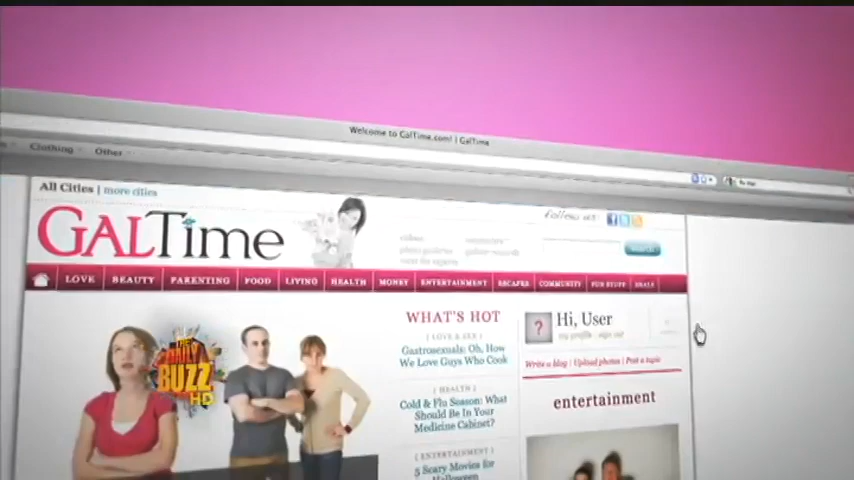 Welcome to GalTime.com! | GalTime
Clothing Other
All Cities | more cities
Follow us:
GALTime
LOVE BEAUTY PARENTING FOOD LIVING HEALTH MONEY ENTERTAINMENT ESCAPES COMMUNITY FUN STUFF DEALS
WHAT'S HOT
[ LOVE & SEX ]
Gastrosexuals: Oh, How
We Love Guys Who Cook
[ HEALTH ]
Cold & Flu Season: What
Should Be In Your
Medicine Cabinet?
[ ENTERTAINMENT ]
5 Scary Movies for
Halloween
?
Hi, User
my profile | sign out
Write a blog | Upload photos | Post a topic
entertainment
THE
DAILY
BUZZ
HD